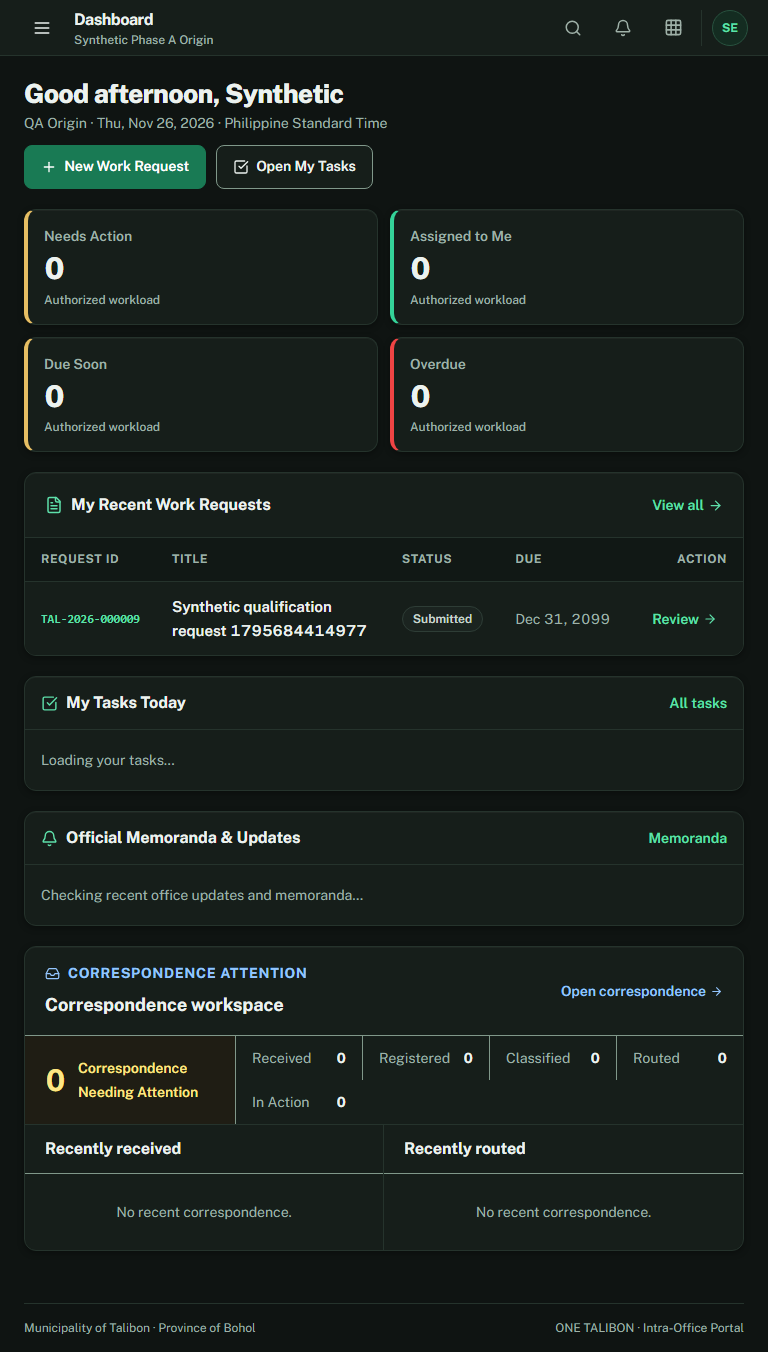 Dashboard
Synthetic Phase A Origin
SE
Good afternoon, Synthetic
QA Origin · Thu, Nov 26, 2026 · Philippine Standard Time
New Work Request
Open My Tasks
Needs Action
0
Authorized workload
Assigned to Me
0
Authorized workload
Due Soon
0
Authorized workload
Overdue
0
Authorized workload
My Recent Work Requests
View all →
REQUEST ID TITLE STATUS DUE ACTION
TAL-2026-000009
Synthetic qualification
request 1795684414977
Submitted
Dec 31, 2099
Review →
My Tasks Today
All tasks
Loading your tasks...
Official Memoranda & Updates
Memoranda
Checking recent office updates and memoranda...
CORRESPONDENCE ATTENTION
Correspondence workspace
Open correspondence →
0
Correspondence
Needing Attention
Received 0
Registered 0
Classified 0
Routed 0
In Action 0
Recently received
No recent correspondence.
Recently routed
No recent correspondence.
Municipality of Talibon · Province of Bohol
ONE TALIBON · Intra-Office Portal